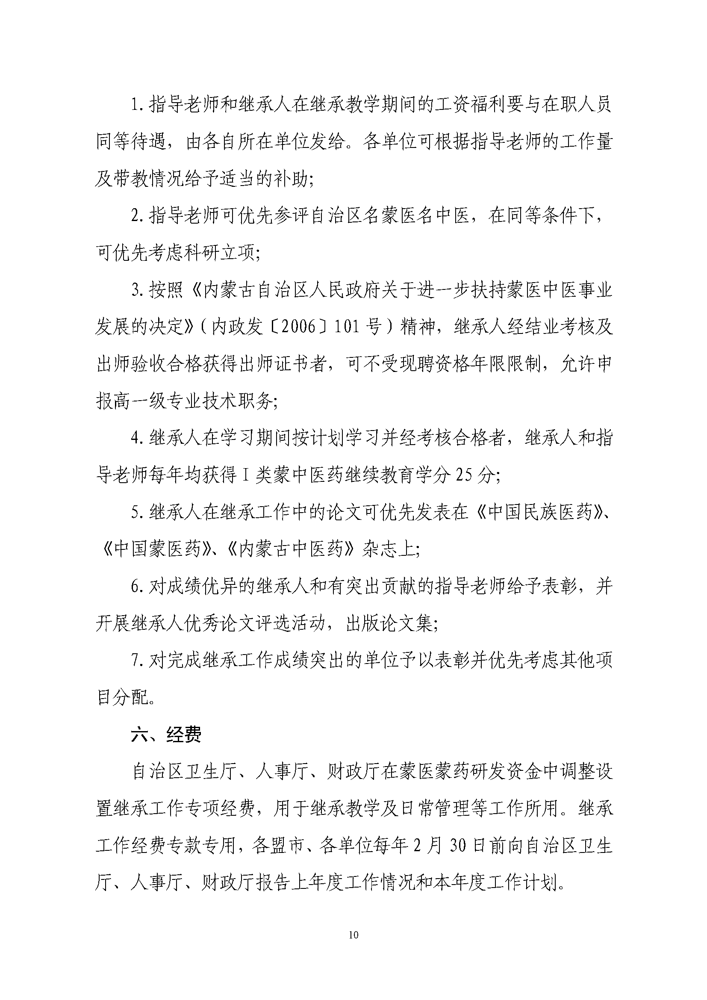 1. 指导老师和继承人在继承教学期间的工资福利要与在职人员
同等待遇，由各自所在单位发给。各单位可根据指导老师的工作量
及带教情况给予适当的补助；
2. 指导老师可优先参评自治区名蒙医名中医，在同等条件下，
可优先考虑科研立项；
3. 按照《内蒙古自治区人民政府关于进一步扶持蒙医中医事业
发展的决定》（内政发〔2006〕101 号）精神，继承人经结业考核及
出师验收合格获得出师证书者，可不受现聘资格年限限制，允许申
报高一级专业技术职务；
4. 继承人在学习期间按计划学习并经考核合格者，继承人和指
导老师每年均获得 I 类蒙中医药继续教育学分 25 分；
5. 继承人在继承工作中的论文可优先发表在《中国民族医药》、
《中国蒙医药》、《内蒙古中医药》杂志上；
6. 对成绩优异的继承人和有突出贡献的指导老师给予表彰，并
开展继承人优秀论文评选活动，出版论文集；
7. 对完成继承工作成绩突出的单位予以表彰并优先考虑其他项
目分配。
六、经费
自治区卫生厅、人事厅、财政厅在蒙医蒙药研发资金中调整设
置继承工作专项经费，用于继承教学及日常管理等工作所用。继承
工作经费专款专用，各盟市、各单位每年 2 月 30 日前向自治区卫生
厅、人事厅、财政厅报告上年度工作情况和本年度工作计划。
10